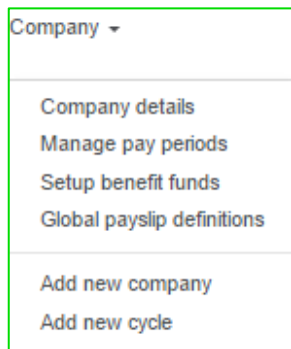 Company
Company details
Manage pay periods
Setup benefit funds
Global payslip definitions
Add new company
Add new cycle